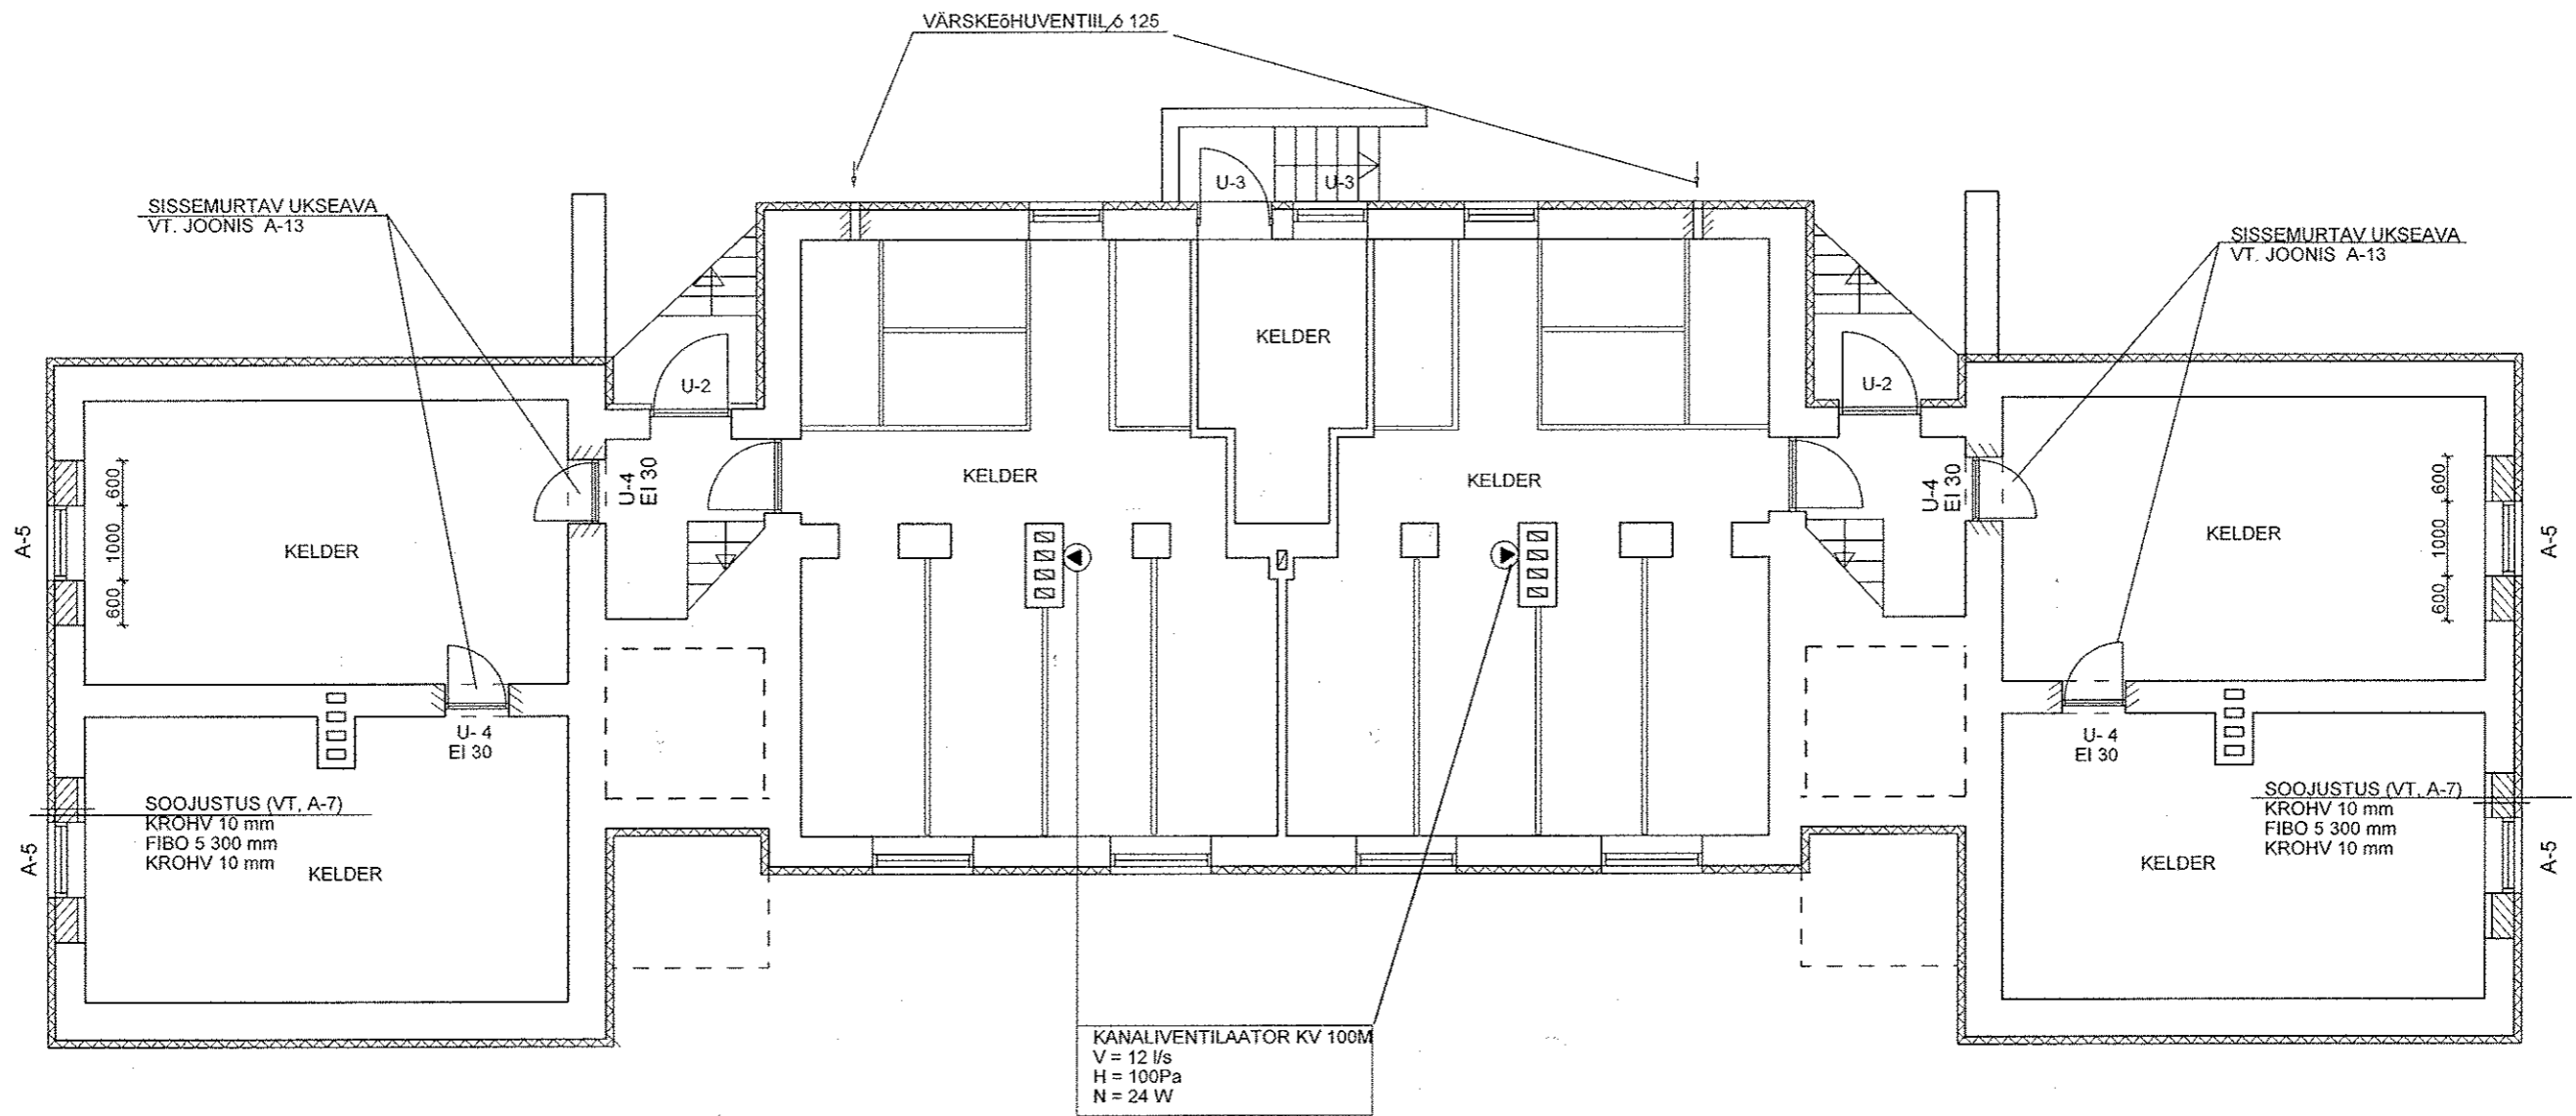 VÄRSKEõHUVENTIIL ó 125
SISSEMURTAV UKSEAVA
VT. JOONIS A-13
U-3
U-3
SISSEMURTAV UKSEAVA
VT. JOONIS A-13
KELDER
U-2
U-2
U-4
EI 30
KELDER
KELDER
U-4
EI 30
600
1000
600
A-5
KELDER
KELDER
600
1000
600
A-5
U- 4
EI 30
U- 4
EI 30
SOOJUSTUS (VT, A-7)
KROHV 10 mm
FIBO 5 300 mm
KROHV 10 mm
A-5
KELDER
SOOJUSTUS (VT, A-7)
KROHV 10 mm
FIBO 5 300 mm
KROHV 10 mm
KELDER
A-5
KANALIVENTILAATOR KV 100M
V = 12 l/s
H = 100Pa
N = 24 W